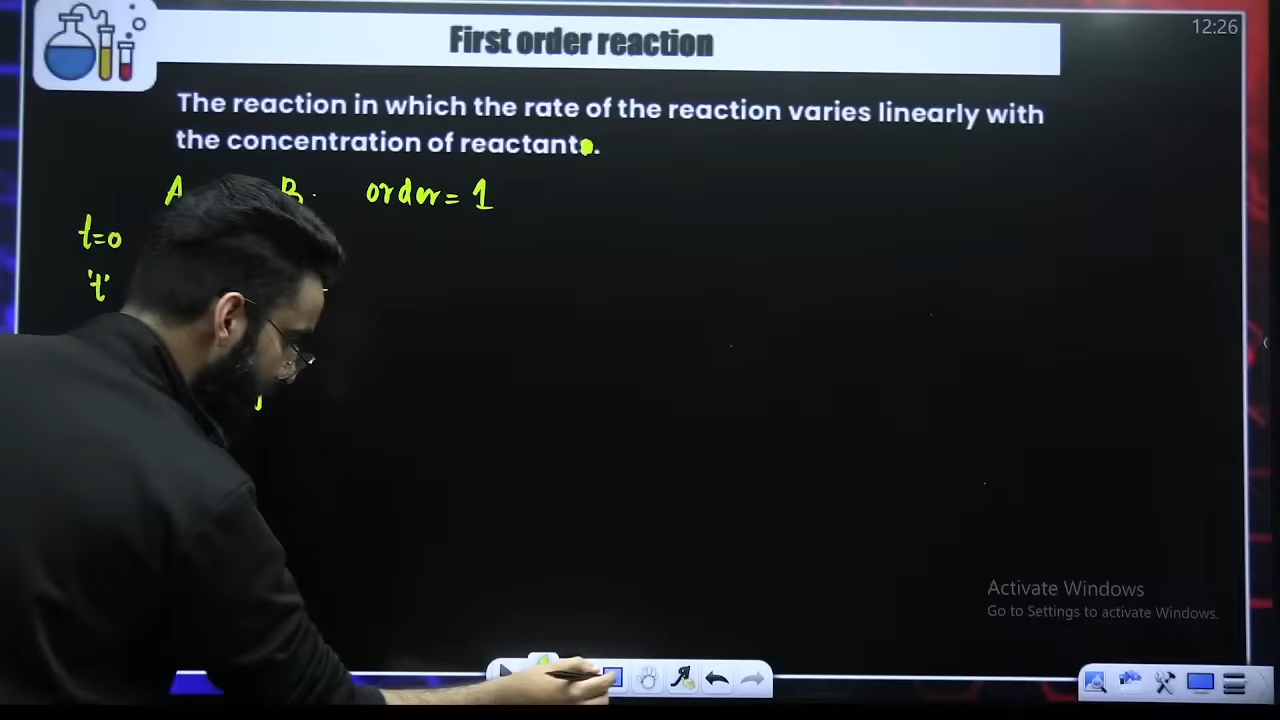 12:26
First order reaction
The reaction in which the rate of the reaction varies linearly with
the concentration of reactant.
A B. order = 1
t=0
't'
Activate Windows
Go to Settings to activate Windows.